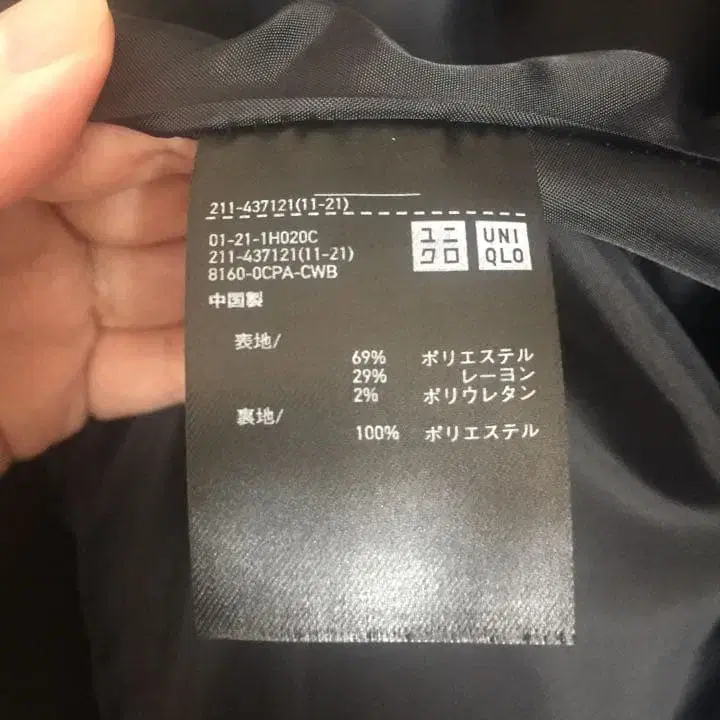 211-437121(11-21)
01-21-1H020C
211-437121(11-21)
8160-0CPA-CWB
中国製
ユニ
クロ
UNI
QLO
表地/
69% ポリエステル
29% レーヨン
2% ポリウレタン
裏地/
100% ポリエステル